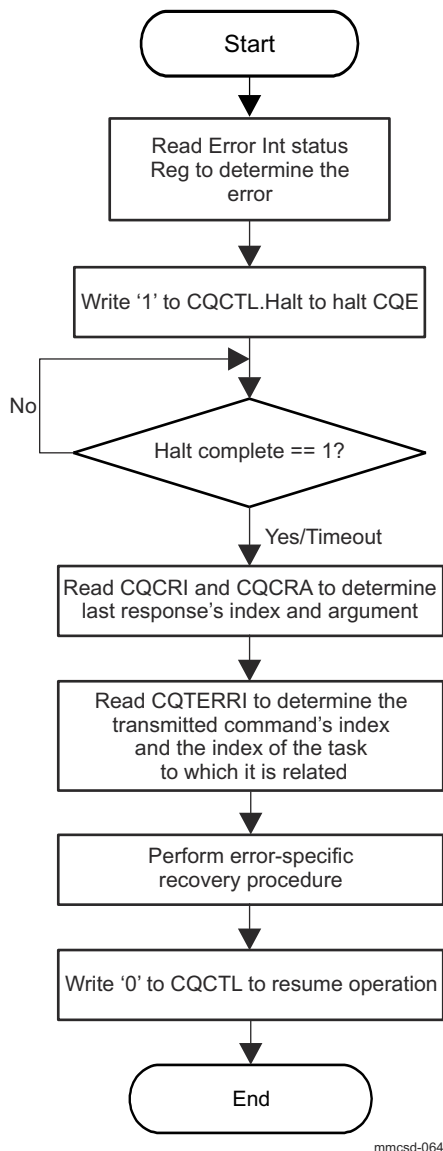 Start
Read Error Int status
Reg to determine the
error
Write ‘1’ to CQCTL.Halt to halt CQE
No
Halt complete == 1?
Yes/Timeout
Read CQCRI and CQCRA to determine
last response’s index and argument
Read CQTERRI to determine the
transmitted command’s index
and the index of the task
to which it is related
Perform error-specific
recovery procedure
Write ‘0’ to CQCTL to resume operation
End
mmcsd-064